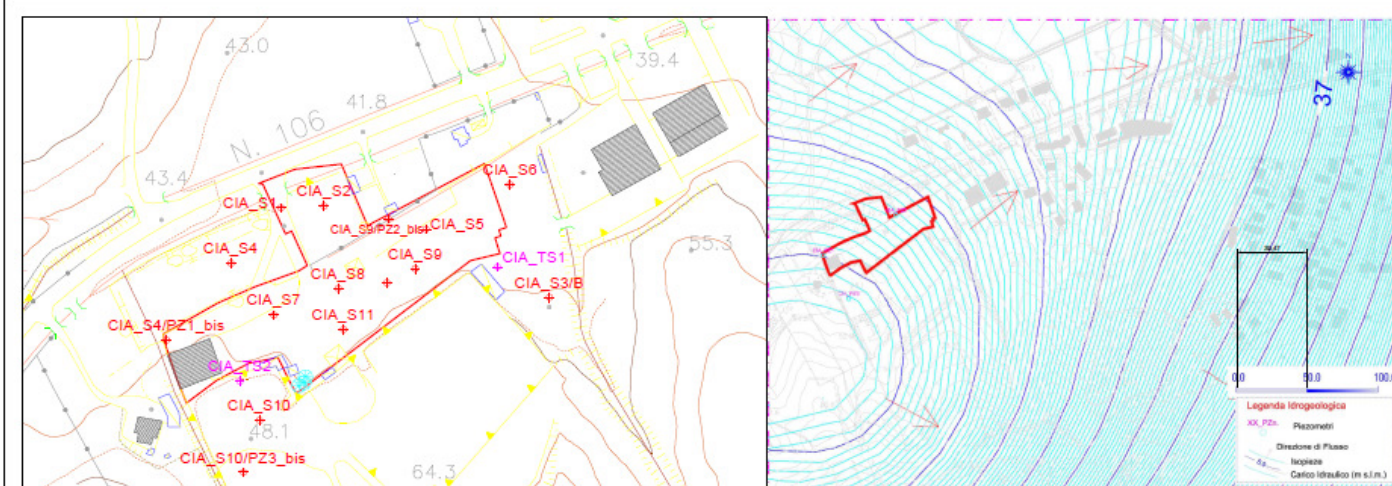 43.0
39.4
41.8
N. 106
43.4
CIA_S6
CIA_S2
CIA_S1
CIA_S9/PZ2_bis
CIA_S5
55.3
CIA_S4
CIA_S9
CIA_TS1
CIA_S8
CIA_S3/B
CIA_S7
CIA_S11
CIA_S4/PZ1_bis
CIA_TS2
CIA_S10
48.1
CIA_S10/PZ3_bis
64.3
37
0.0
50.0
100.
Legenda Idrogeologica
XX_PZn.
Piezometri
Direzione di Flusso
Isopieze
Carico Idraulico (m s.l.m.)